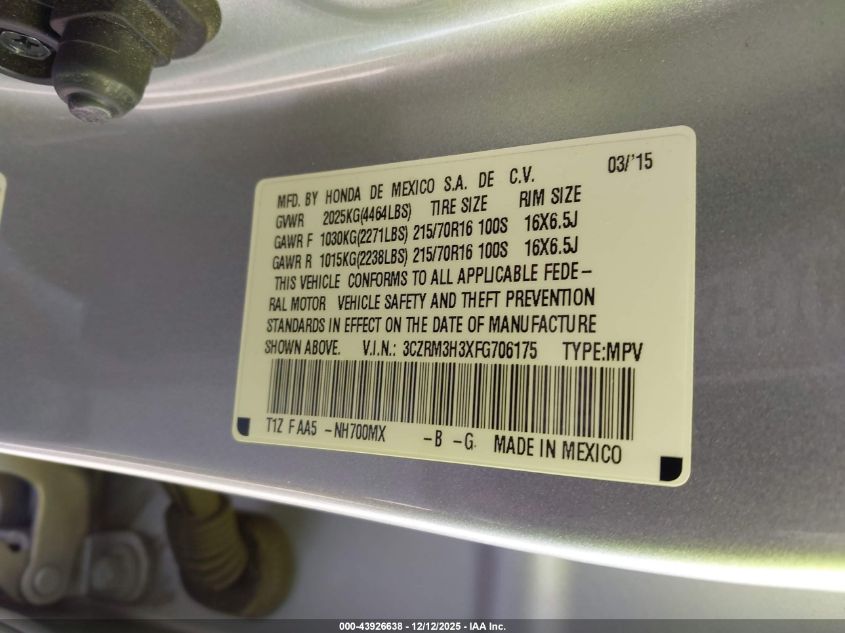 MFD. BY HONDA DE MEXICO S.A. DE C.V. 03/'15
GVWR 2025KG(4464LBS) TIRE SIZE RIM SIZE
GAWR F 1030KG(2271LBS) 215/70R16 100S 16X6.5J
GAWR R 1015KG(2238LBS) 215/70R16 100S 16X6.5J
THIS VEHICLE CONFORMS TO ALL APPLICABLE FEDE-
RAL MOTOR VEHICLE SAFETY AND THEFT PREVENTION
STANDARDS IN EFFECT ON THE DATE OF MANUFACTURE
SHOWN ABOVE. V.I.N.: 3CZRM3H3XFG706175 TYPE:MPV
T1Z F AA5 -NH700MX -B -G MADE IN MEXICO
000-43926638 - 12/12/2025 - IAA Inc.